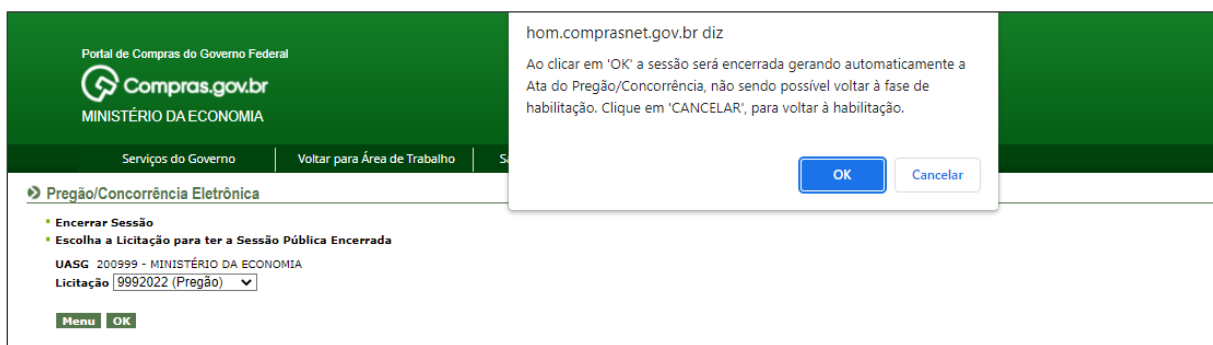 Portal de Compras do Governo Federal
Compras.gov.br
MINISTÉRIO DA ECONOMIA
hom.comprasnet.gov.br diz
Ao clicar em 'OK' a sessão será encerrada gerando automaticamente a
Ata do Pregão/Concorrência, não sendo possível voltar à fase de
habilitação. Clique em 'CANCELAR', para voltar à habilitação.
OK Cancelar
Serviços do Governo Voltar para Área de Trabalho
Pregão/Concorrência Eletrônica
Encerrar Sessão
Escolha a Licitação para ter a Sessão Pública Encerrada
UASG 200999 - MINISTÉRIO DA ECONOMIA
Licitação 9992022 (Pregão)
Menu OK